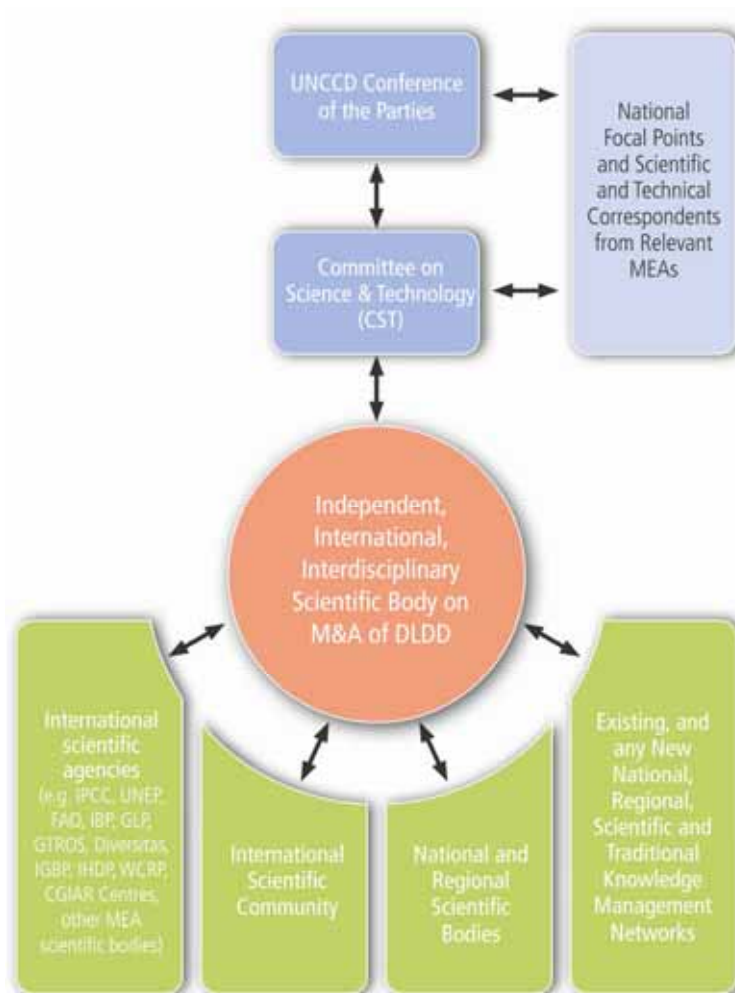 UNCCD Conference
of the Parties
National
Focal Points
and Scientific
and Technical
Correspondents
from Relevant
MEAs
Committee on
Science & Technology
(CST)
Independent,
International,
Interdisciplinary
Scientific Body on
M&A of DLDD
International
scientific
agencies
(e.g. IPCC, UNEP,
FAO, IBP, GLP,
GTROS, Diversitas,
IGBP, IHDP, WCRP,
CGIAR Centres,
other MEA
scientific bodies)
International
Scientific
Community
National and
Regional
Scientific
Bodies
Existing, and
any New
National,
Regional,
Scientific and
Traditional
Knowledge
Management
Networks